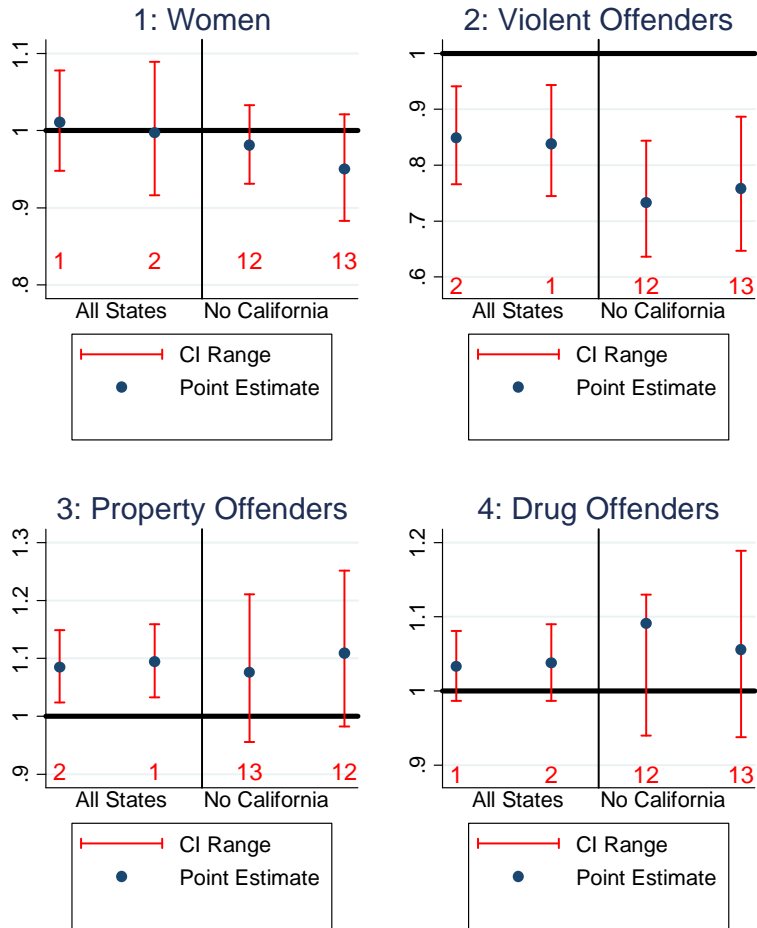 1: Women
1.1
1
.9
.8
1 2 12 13
All States No California
CI Range
Point Estimate
2: Violent Offenders
1
.9
.8
.7
.6
2 1 12 13
All States No California
CI Range
Point Estimate
3: Property Offenders
1.3
1.2
1.1
1
.9
2 1 13 12
All States No California
CI Range
Point Estimate
4: Drug Offenders
1.2
1.1
1
.9
1 2 12 13
All States No California
CI Range
Point Estimate